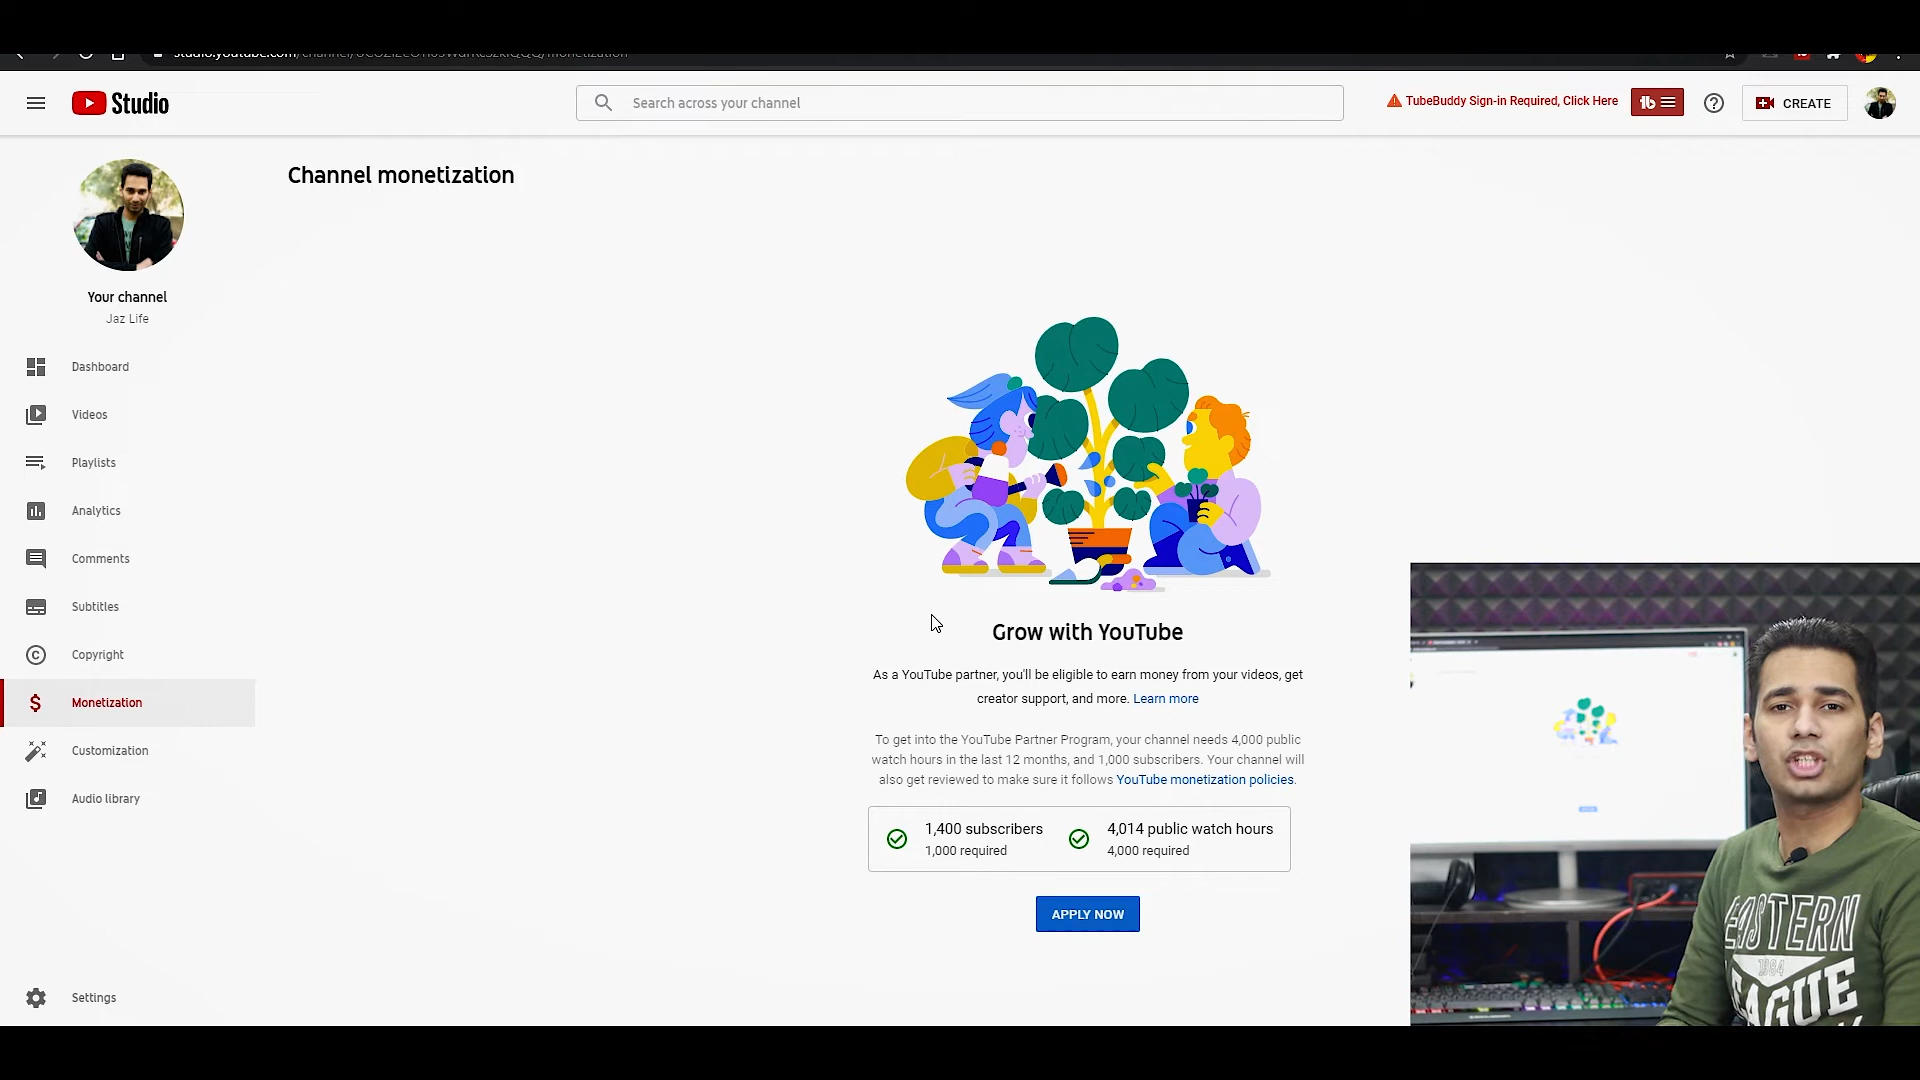 Studio
Search across your channel
TubeBuddy Sign-in Required, Click Here
CREATE
Channel monetization
Your channel
Jaz Life
Dashboard
Videos
Playlists
Analytics
Comments
Subtitles
Copyright
Monetization
Customization
Audio library
Settings
Grow with YouTube
As a YouTube partner, you'll be eligible to earn money from your videos, get
creator support, and more. Learn more
To get into the YouTube Partner Program, your channel needs 4,000 public
watch hours in the last 12 months, and 1,000 subscribers. Your channel will
also get reviewed to make sure it follows YouTube monetization policies.
1,400 subscribers
1,000 required
4,014 public watch hours
4,000 required
APPLY NOW
EASTERN
1984
LEAGUE